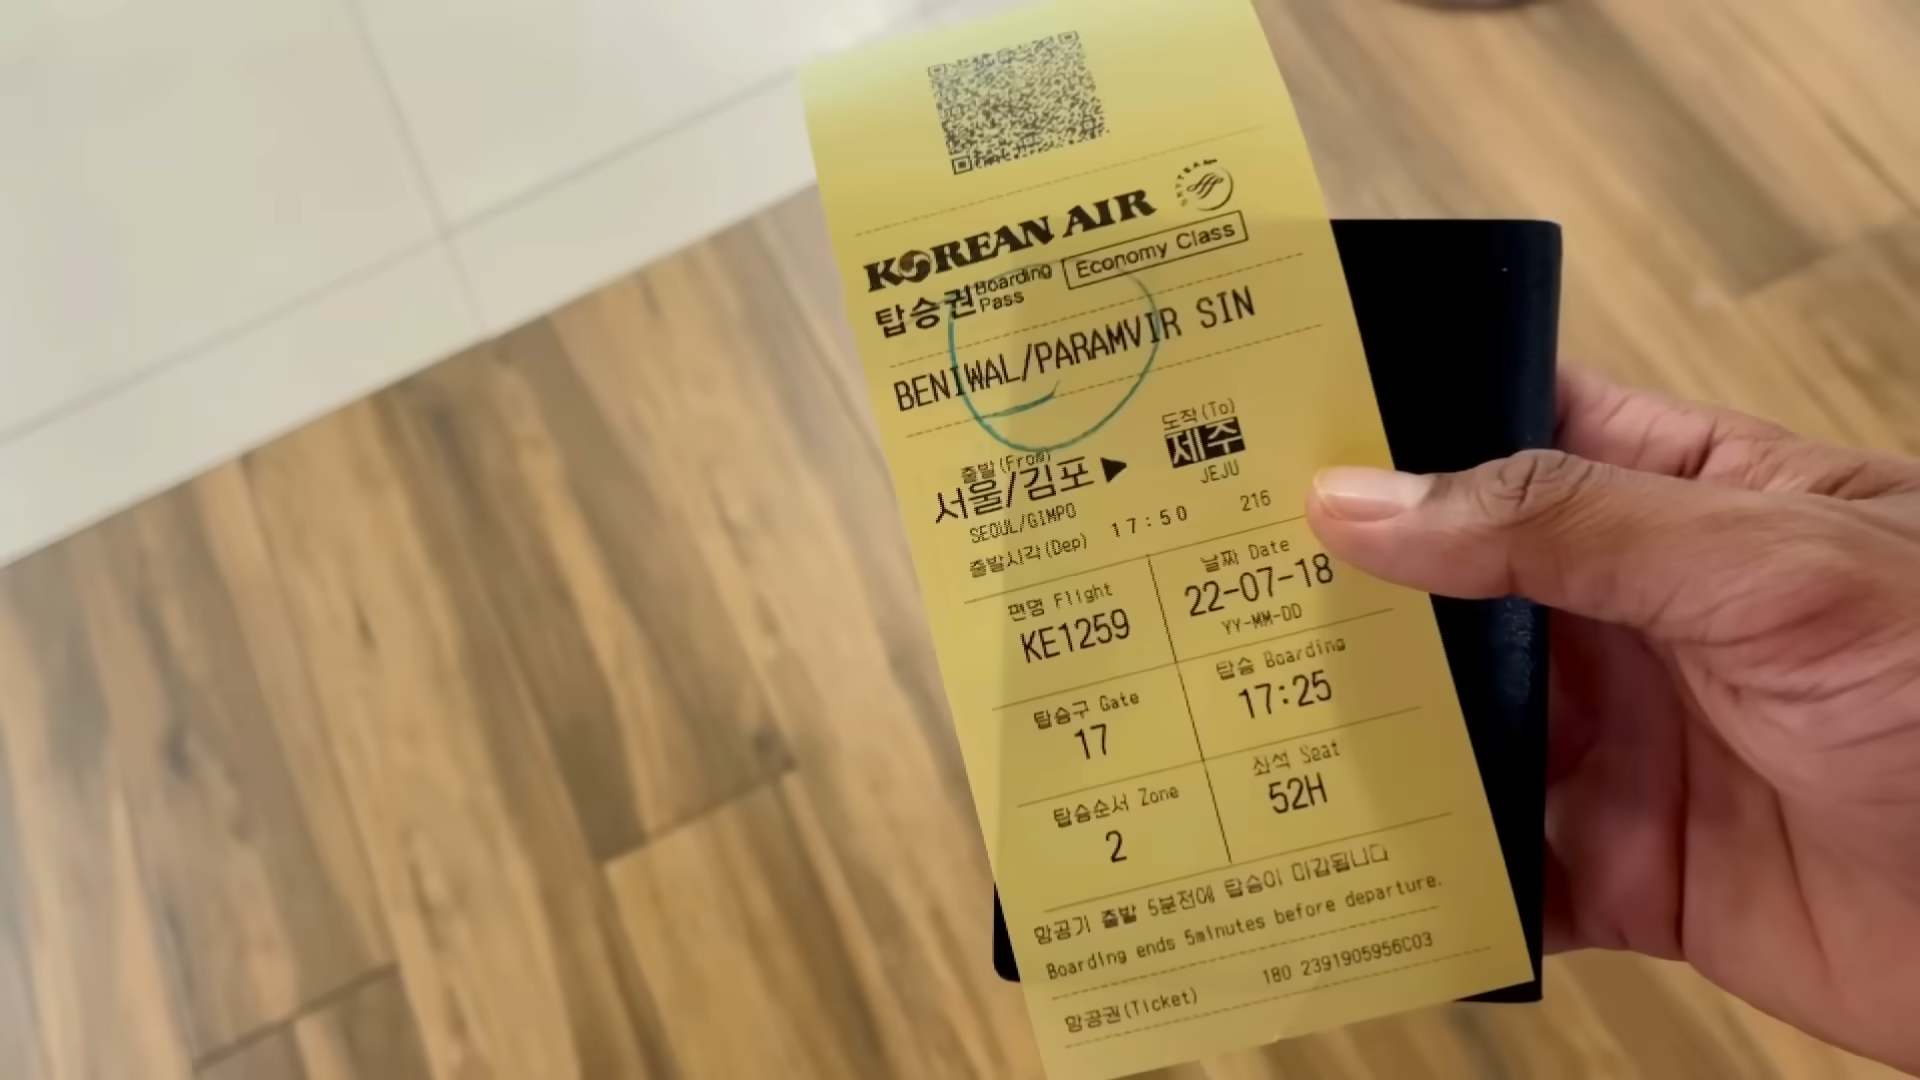 KOREAN AIR
SKYTEAM
탑승권 Boarding Pass Economy Class
BENIWAL/PARAMVIR SIN
출발(From) 도착(To)
서울/김포 ▶ 제주
SEOUL/GIMPO JEJU
출발시각(Dep) 17:50 216
편명 Flight 날짜 Date
KE1259 22-07-18
YY-MM-DD
탑승구 Gate 탑승 Boarding
17 17:25
탑승순서 Zone 좌석 Seat
2 52H
항공기 출발 5분전에 탑승이 마감됩니다
Boarding ends 5minutes before departure.
항공권(Ticket) 180 2391905956C03